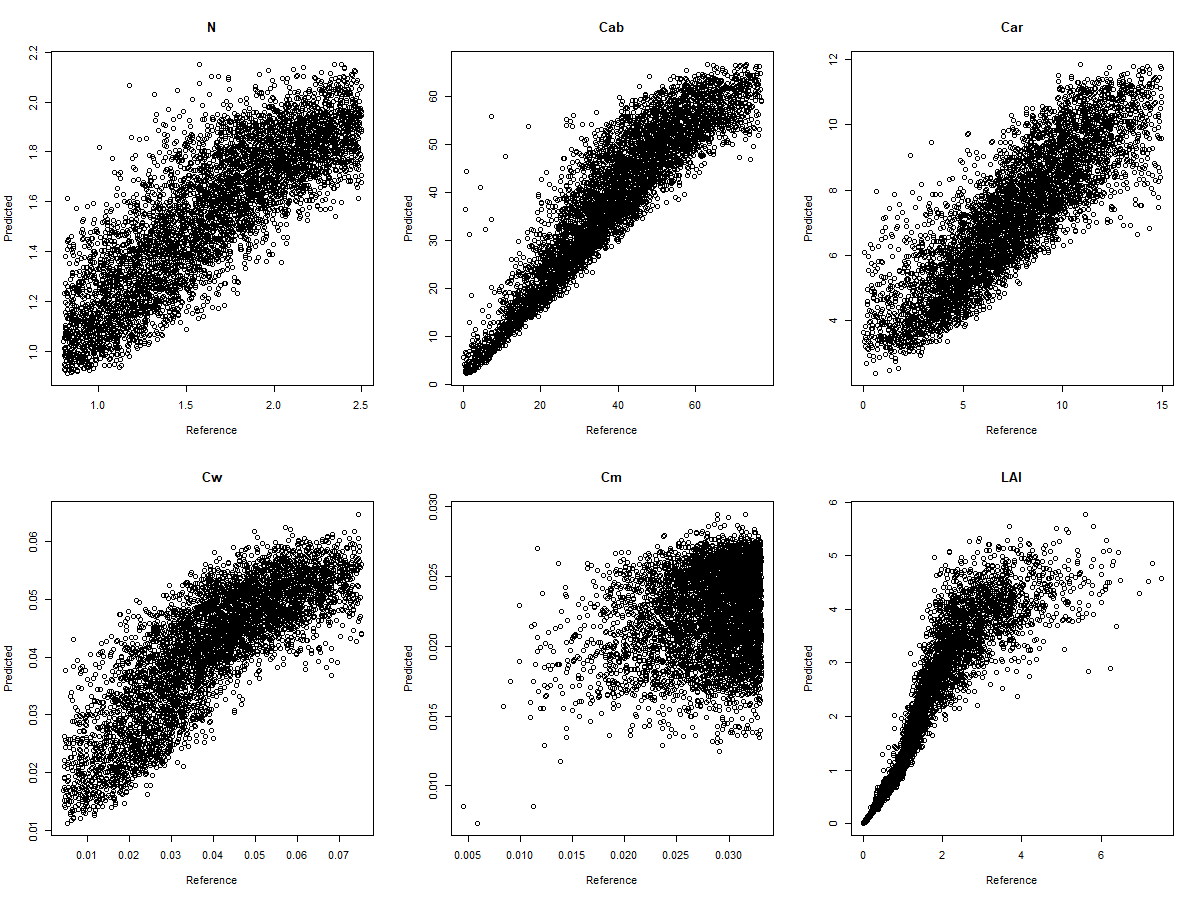 N
Predicted
2.2
2.0
1.8
1.6
1.4
1.2
1.0
1.0 1.5 2.0 2.5
Reference
Cab
Predicted
60
50
40
30
20
10
0
0 20 40 60
Reference
Car
Predicted
12
10
8
6
4
0 5 10 15
Reference
Cw
Predicted
0.06
0.05
0.04
0.03
0.02
0.01
0.01 0.02 0.03 0.04 0.05 0.06 0.07
Reference
Cm
Predicted
0.030
0.025
0.020
0.015
0.010
0.005 0.010 0.015 0.020 0.025 0.030
Reference
LAI
Predicted
6
5
4
3
2
1
0
0 2 4 6
Reference